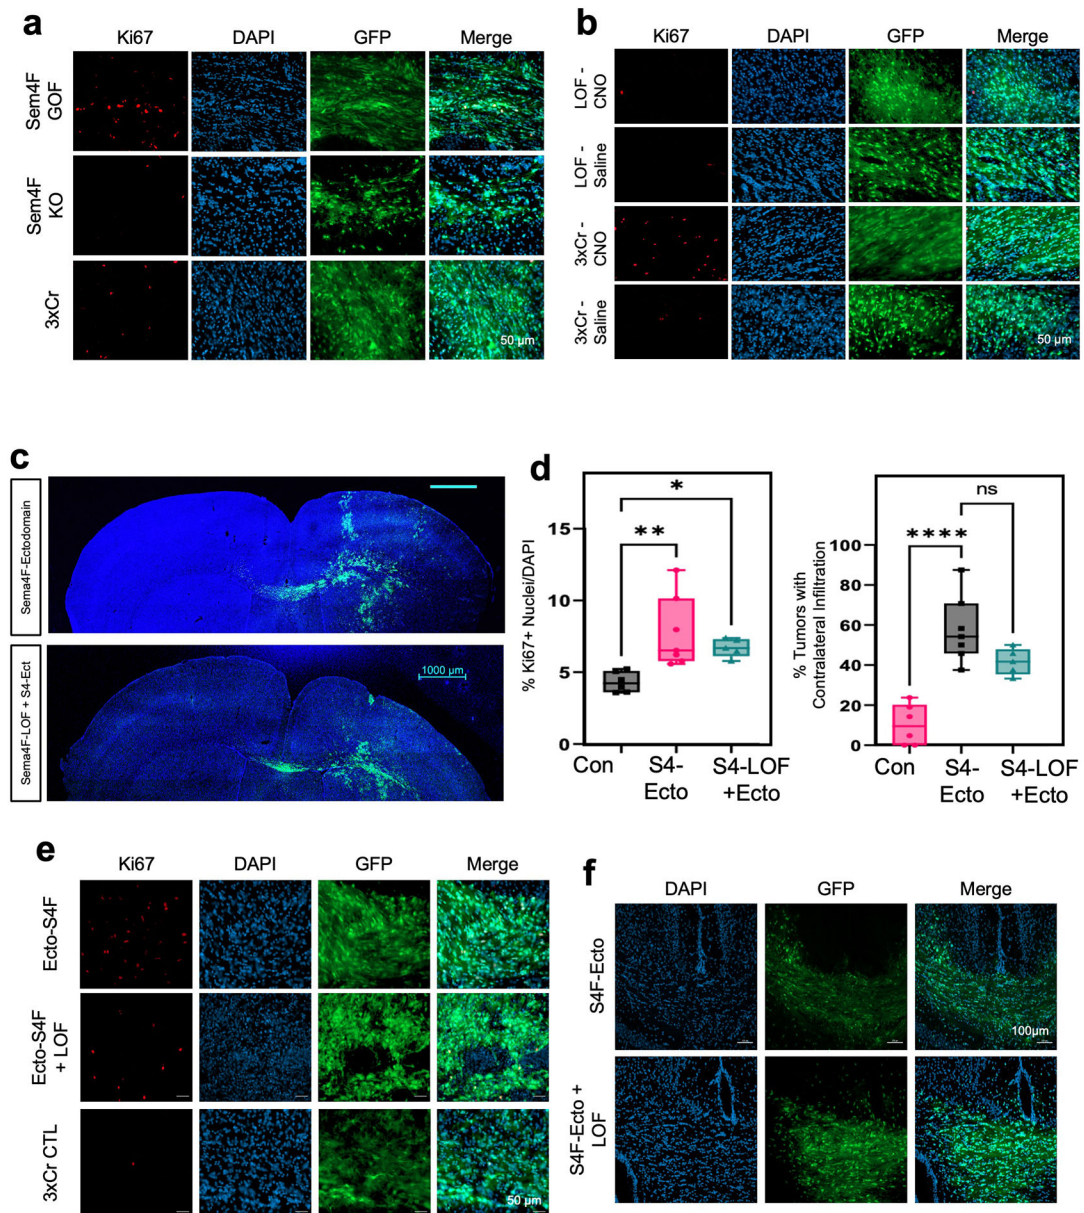 a
Ki67 DAPI GFP Merge
Sem4F
GOF
Sem4F
KO
3xCr
50 µm
b
Ki67 DAPI GFP Merge
LOF -
CNO
LOF -
Saline
3xCr -
CNO
3xCr-
Saline
50 µm
c
Sema4F-Ectodomain
Sema4F-LOF + S4-Ect
1000 µm
d
% Ki67+ Nuclei/DAPI
15
10
5
0
*
**
Con S4- S4-LOF
Ecto +Ecto
% Tumors with
Contralateral Infiltration
100
80
60
40
20
0
ns
****
Con S4- S4-LOF
Ecto +Ecto
e
Ki67 DAPI GFP Merge
Ecto-S4F
Ecto-S4F
+ LOF
3xCr CTL
50 µm
f
DAPI GFP Merge
S4F-Ecto
100µm
S4F-Ecto +
LOF